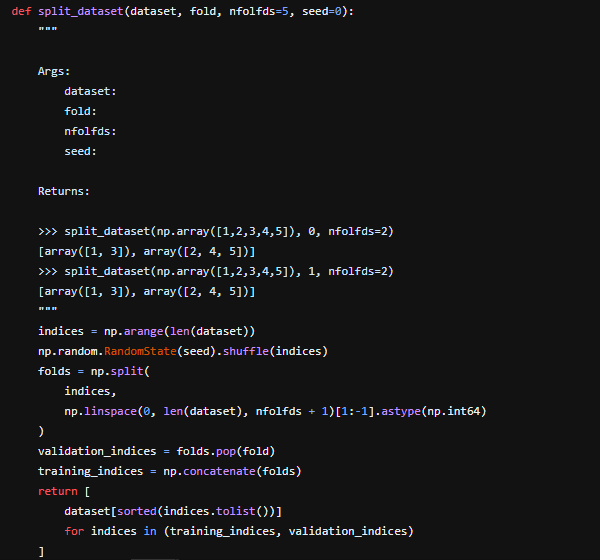 def split_dataset(dataset, fold, nfolfds=5, seed=0):
"""
Args:
dataset:
fold:
nfolfds:
seed:
Returns:
>>> split_dataset(np.array([1,2,3,4,5]), 0, nfolfds=2)
[array([1, 3]), array([2, 4, 5])]
>>> split_dataset(np.array([1,2,3,4,5]), 1, nfolfds=2)
[array([1, 3]), array([2, 4, 5])]
"""
indices = np.arange(len(dataset))
np.random.RandomState(seed).shuffle(indices)
folds = np.split(
indices,
np.linspace(0, len(dataset), nfolfds + 1)[1:-1].astype(np.int64)
)
validation_indices = folds.pop(fold)
training_indices = np.concatenate(folds)
return [
dataset[sorted(indices.tolist())]
for indices in (training_indices, validation_indices)
]